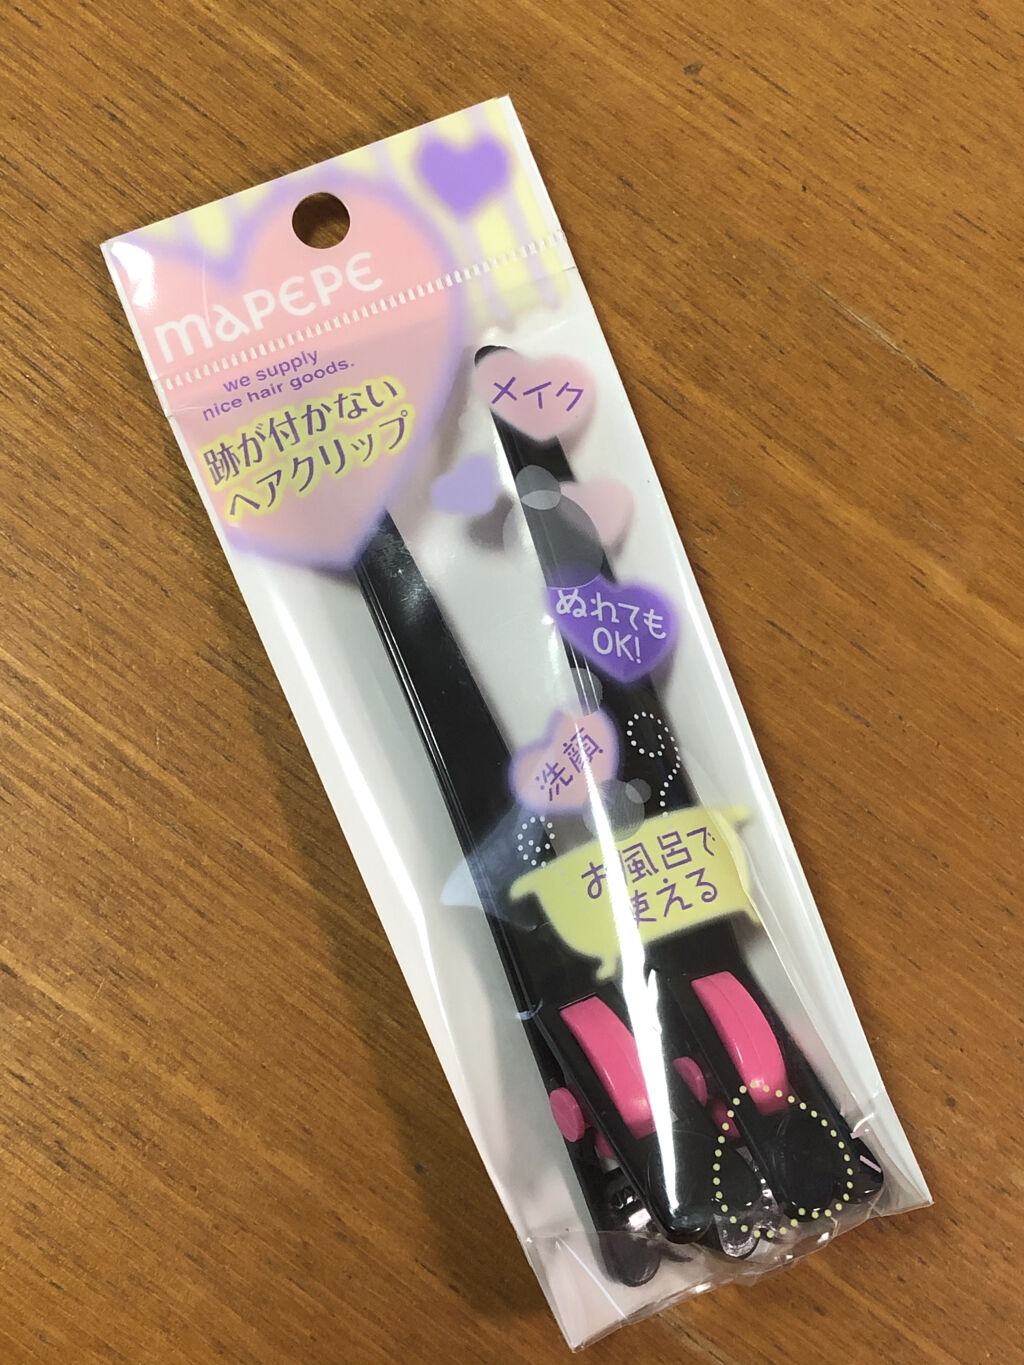 maPEPE
we supply
nice hair goods.
跡が付かない
ヘアクリップ
メイク
ぬれても
OK!
洗顔
お風呂で
使える